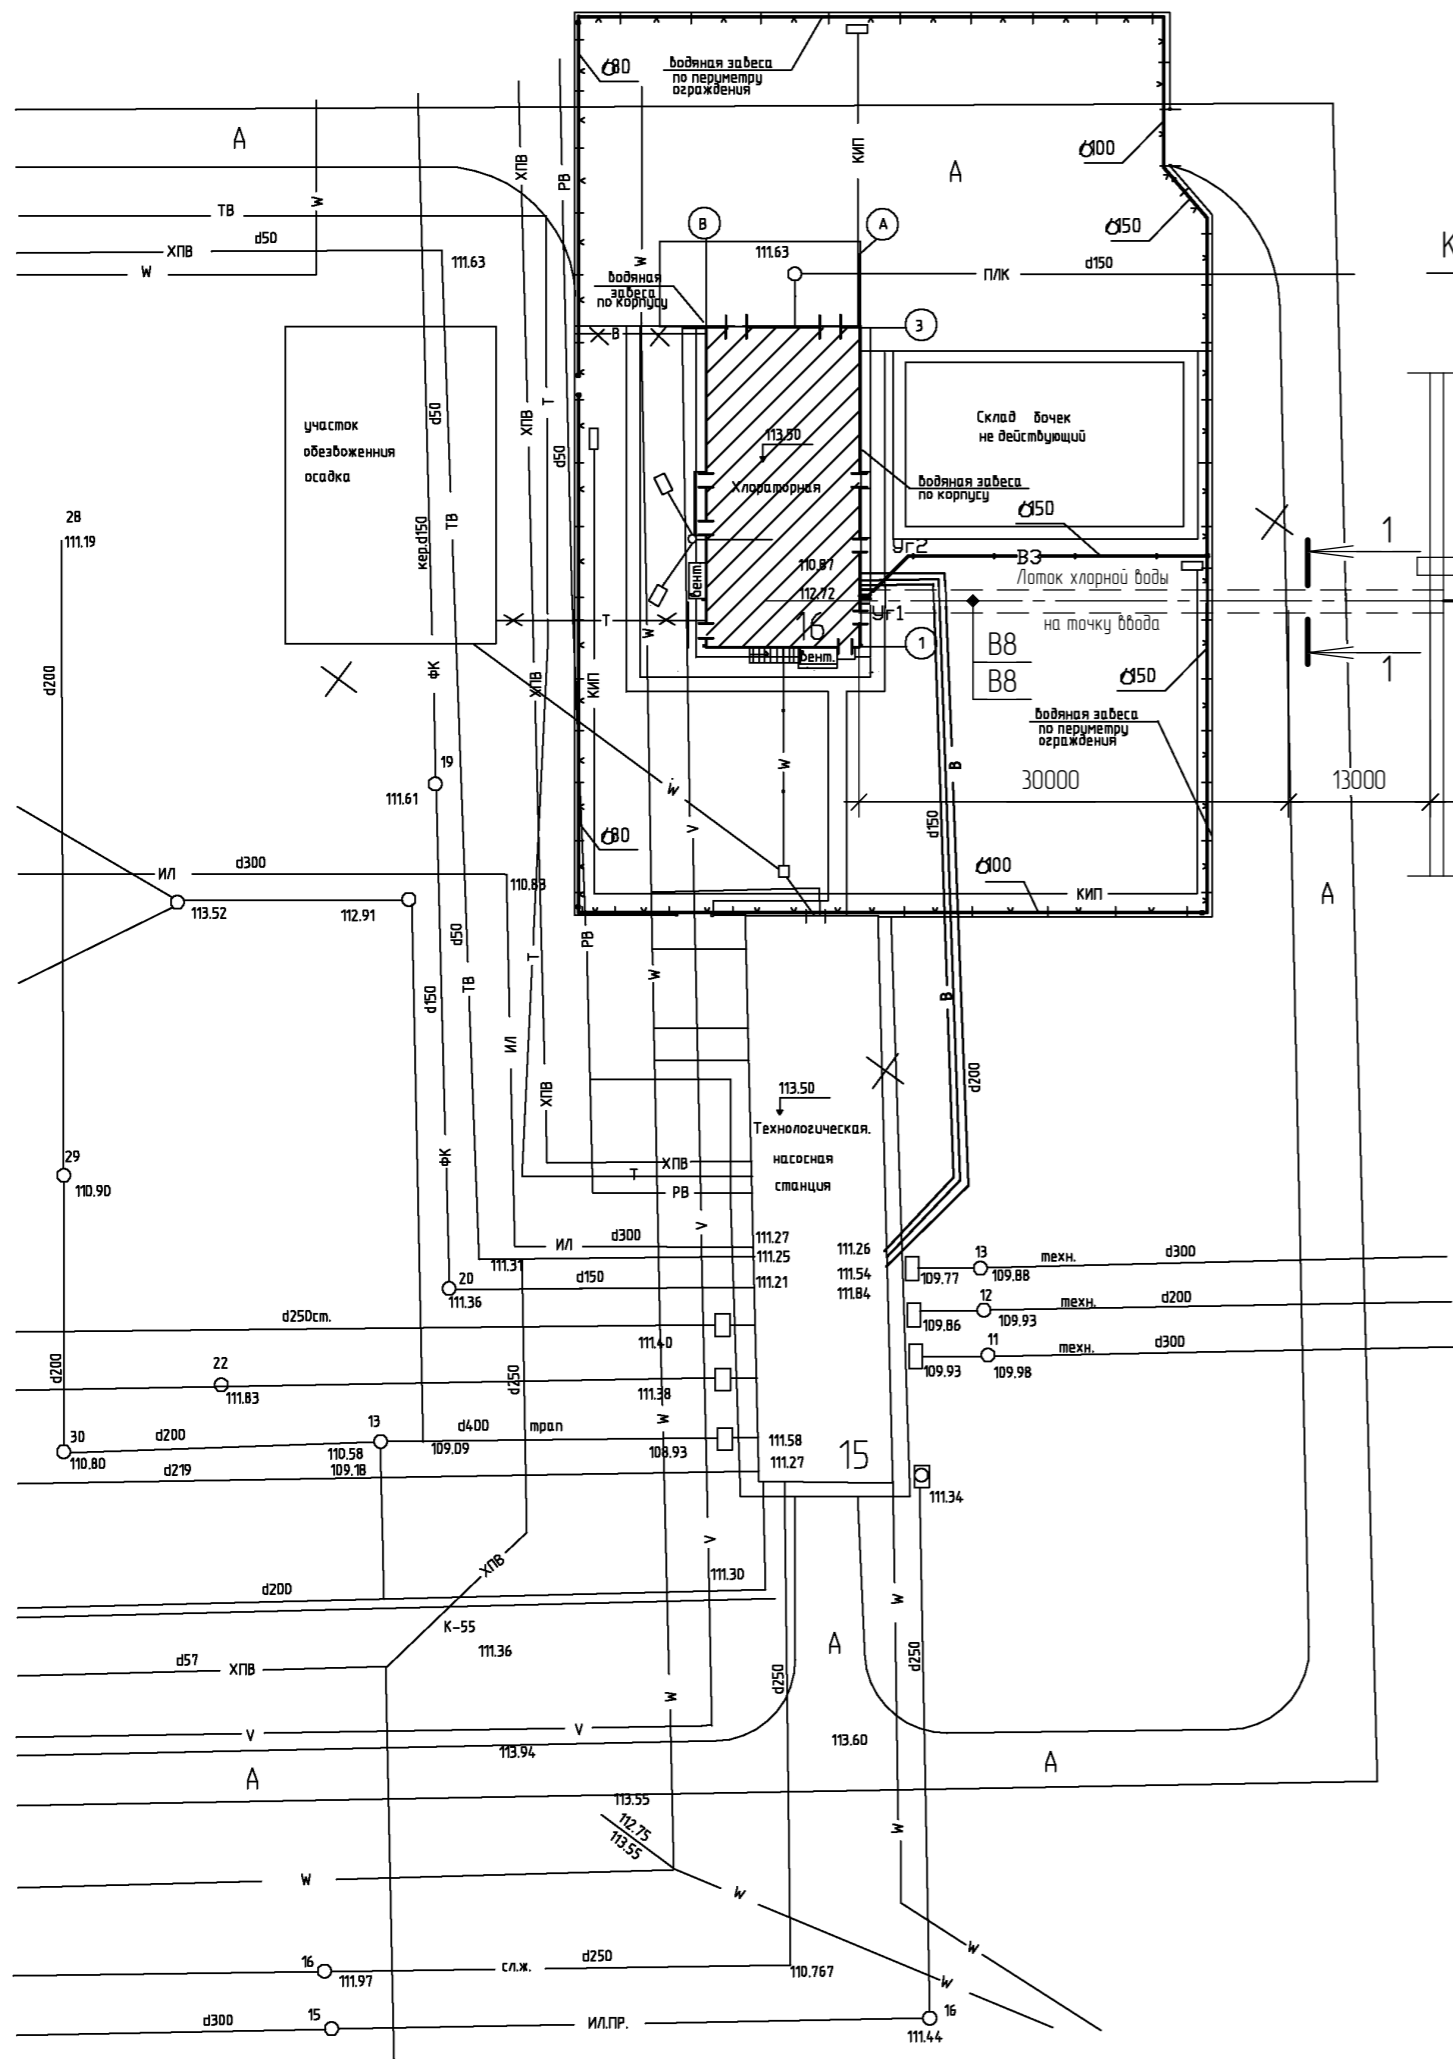 водяная завеса
по периметру
ограждения
∅80
А
ХПВ
РВ
КИП
∅100
А
W
ТВ
ХПВ
d50
W
111.63
В
А
111.63
∅150
К
W
водяная
завеса
по корпусу
ПЛК
d150
3
В
участок
обезвоженния
осадка
d50
ХПВ
Т
d50
113.50
Хлораторная
Склад бочек
не действующий
водяная завеса
по корпусу
∅150
28
111.19
кер.d150
ТВ
ХПВ
Уг2
В3
1
вент.
110.87
112.72
Лоток хлорной воды
Уг1
на точку ввода
Т
W
16
вент.
1
В8
В8
∅150
1
d200
ФК
ХПВ
КИП
водяная завеса
по периметру
ограждения
19
111.61
W
W
В
30000
13000
∅80
V
d150
ИЛ
d300
110.83
∅100
КИП
А
113.52
112.91
d50
РВ
Т
W
d150
ТВ
В
ИЛ
ХПВ
d200
113.50
Технологическая.
насосная
станция
29
110.90
ФК
ХПВ
Т
РВ
V
ИЛ
d300
111.27
111.25
111.21
111.26
111.54
111.84
111.31
20
111.36
d150
109.77
13
109.88
техн.
d300
109.86
12
109.93
техн.
d200
109.93
11
109.98
техн.
d300
d250ст.
111.40
d200
22
111.83
d250
111.38
W
30
110.80
d200
13
110.58
109.18
109.09
d400
трап
108.93
111.58
111.27
15
d219
111.34
V
ХПВ
111.30
d200
W
К-55
111.36
А
d57
ХПВ
d250
d250
W
V
V
113.94
113.60
А
А
113.55
112.75
113.55
W
W
W
W
W
16
111.97
сл.ж.
d250
110.767
d300
15
ИЛ.ПР.
16
111.44